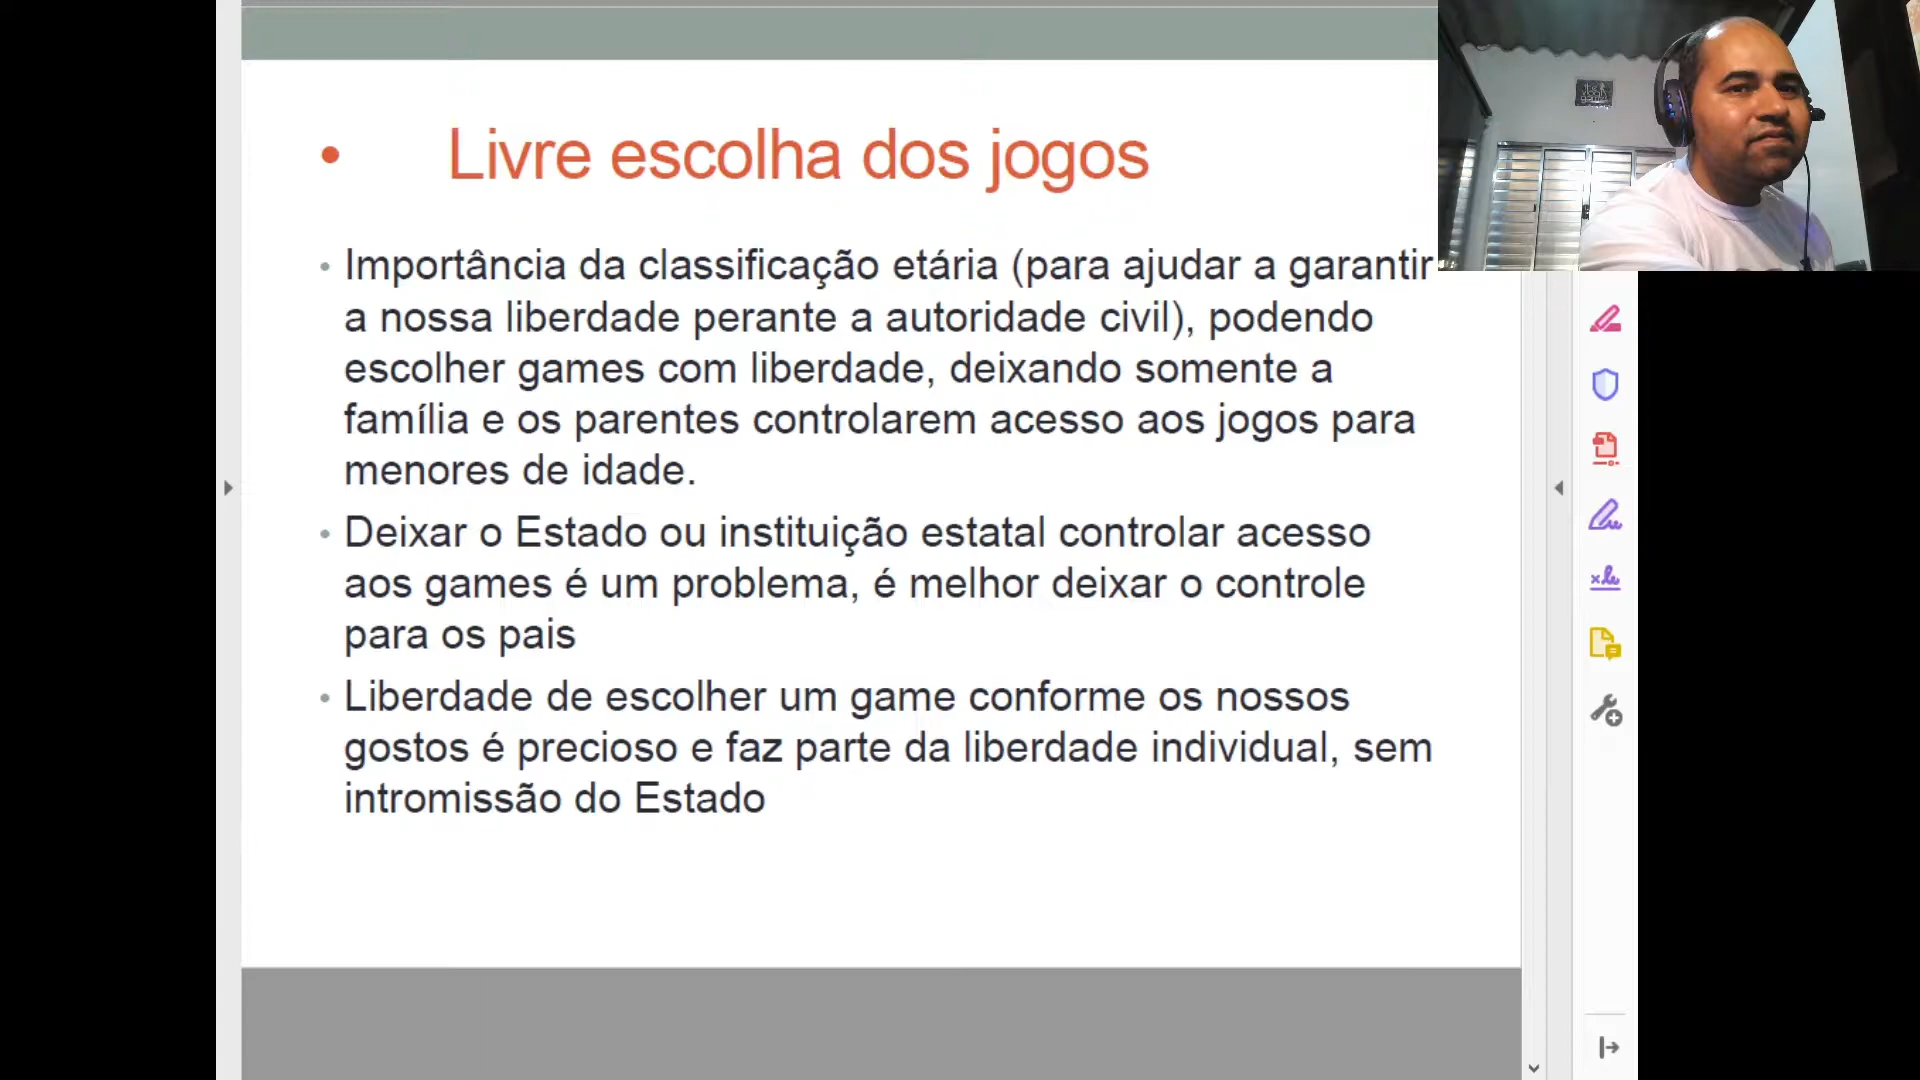 • Livre escolha dos jogos
• Importância da classificação etária (para ajudar a garantir
a nossa liberdade perante a autoridade civil), podendo
escolher games com liberdade, deixando somente a
família e os parentes controlarem acesso aos jogos para
menores de idade.
• Deixar o Estado ou instituição estatal controlar acesso
aos games é um problema, é melhor deixar o controle
para os pais
• Liberdade de escolher um game conforme os nossos
gostos é precioso e faz parte da liberdade individual, sem
intromissão do Estado